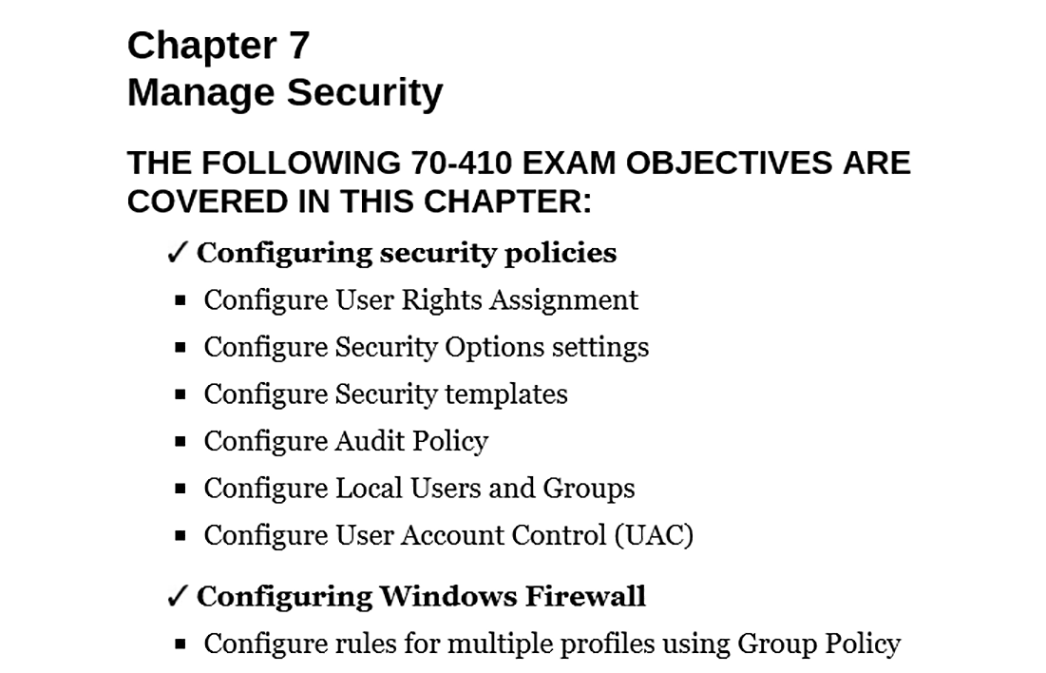 Chapter 7
Manage Security
THE FOLLOWING 70-410 EXAM OBJECTIVES ARE
COVERED IN THIS CHAPTER:
✓ Configuring security policies
▪ Configure User Rights Assignment
▪ Configure Security Options settings
▪ Configure Security templates
▪ Configure Audit Policy
▪ Configure Local Users and Groups
▪ Configure User Account Control (UAC)
✓ Configuring Windows Firewall
▪ Configure rules for multiple profiles using Group Policy